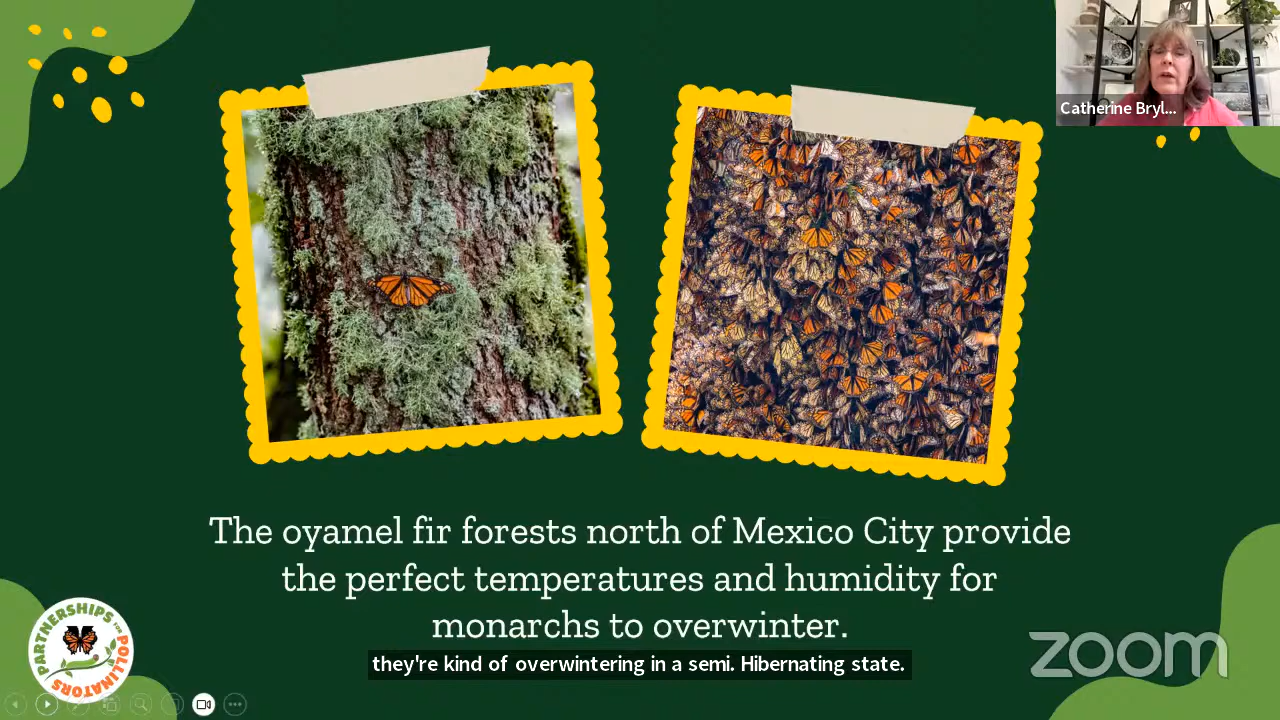 Catherine Bryl...
The oyamel fir forests north of Mexico City provide
the perfect temperatures and humidity for
monarchs to overwinter.
they're kind of overwintering in a semi. Hibernating state.
PARTNERSHIPS FOR POLLINATORS
zoom